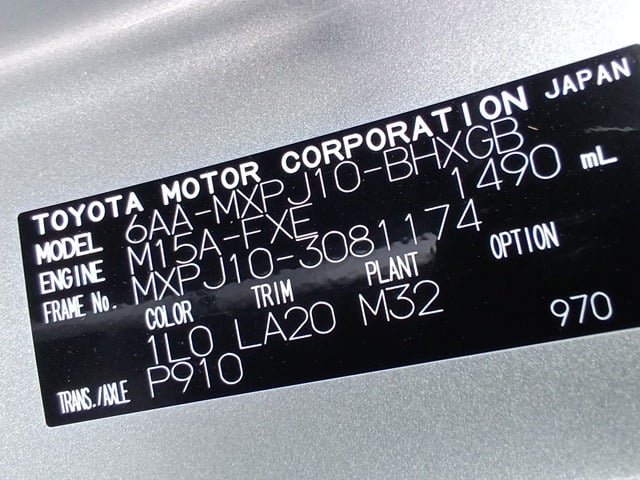 TOYOTA MOTOR CORPORATION JAPAN
MODEL 6AA-MXPJ10-BHXGB
ENGINE M15A-FXE 1490 mL
FRAME No. MXPJ10-3081174
COLOR TRIM PLANT OPTION
1L0 LA20 M32
TRANS./AXLE P910 970